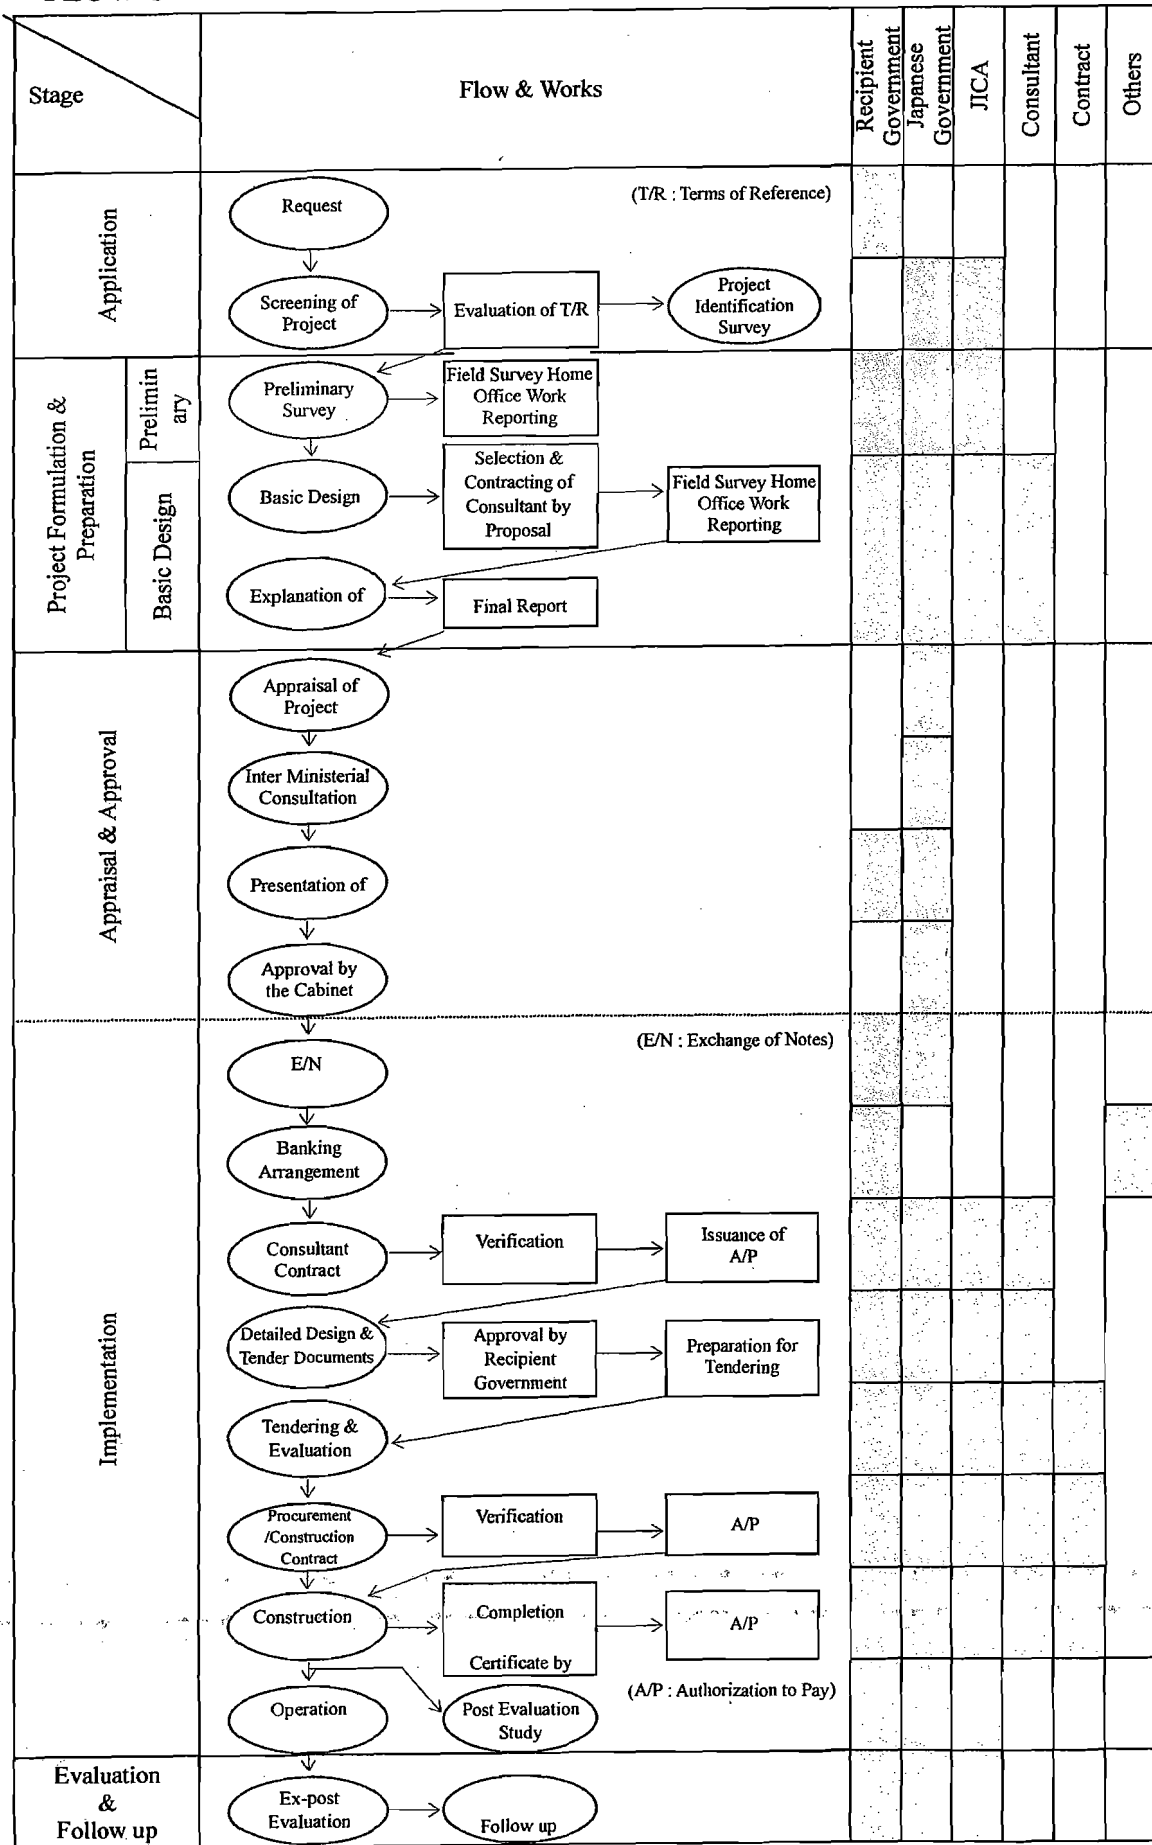 Stage
Flow & Works
Recipient
Government
Japanese
Government
JICA
Consultant
Contract
Others
Application
Request
(T/R : Terms of Reference)
Screening of
Project
Evaluation of T/R
Project
Identification
Survey
Project Formulation &
Preparation
Prelimin
ary
Preliminary
Survey
Field Survey Home
Office Work
Reporting
Basic Design
Basic Design
Selection &
Contracting of
Consultant by
Proposal
Field Survey Home
Office Work
Reporting
Explanation of
Final Report
Appraisal & Approval
Appraisal of
Project
Inter Ministerial
Consultation
Presentation of
Approval by
the Cabinet
Implementation
E/N
(E/N : Exchange of Notes)
Banking
Arrangement
Consultant
Contract
Verification
Issuance of
A/P
Detailed Design &
Tender Documents
Approval by
Recipient
Government
Preparation for
Tendering
Tendering &
Evaluation
Procurement
/Construction
Contract
Verification
A/P
Construction
Completion
Certificate by
A/P
(A/P : Authorization to Pay)
Operation
Post Evaluation
Study
Evaluation
&
Follow up
Ex-post
Evaluation
Follow up